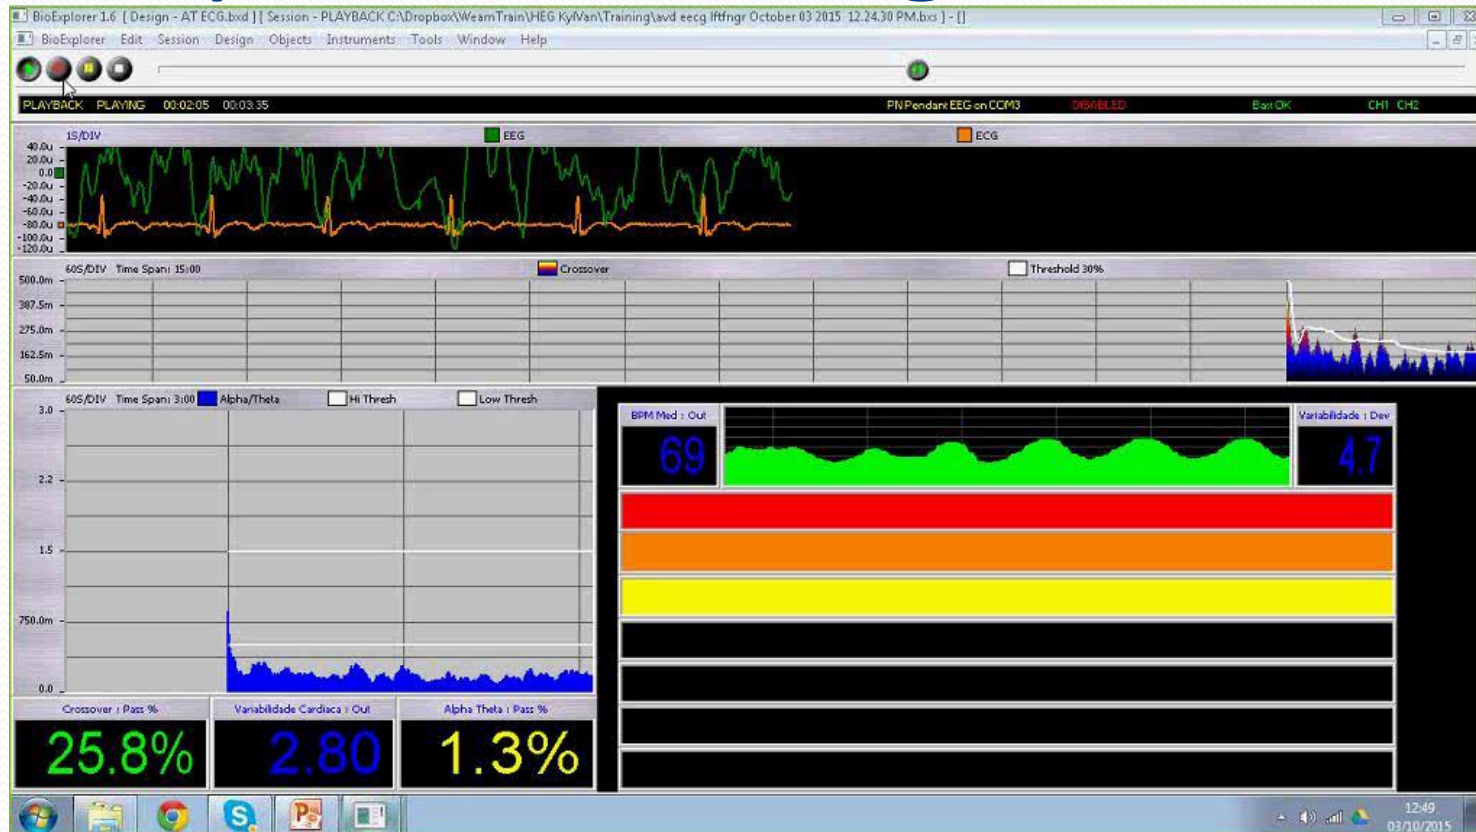 BioExplorer 1.6 [ Design - AT ECG.bxd ] [ Session - PLAYBACK C:\Dropbox\WeamTrain\HEG KylVan\Training\avd eecg lftfngr October 03 2015 12.24.30 PM.bxs ] - []
BioExplorer Edit Session Design Objects Instruments Tools Window Help
PLAYBACK PLAYING 00:02:05 00:03:35 PN Pendant EEG on COM3 DISABLED Batt OK CH1 CH2
1S/DIV EEG ECG
40.0u
20.0u
0.0
-20.0u
-40.0u
-60.0u
-80.0u
-100.0u
-120.0u
60S/DIV Time Span: 15:00 Crossover Threshold 30%
500.0m
387.5m
275.0m
162.5m
50.0m
60S/DIV Time Span: 3:00 Alpha/Theta Hi Thresh Low Thresh
3.0
2.2
1.5
750.0m
0.0
BPM Med : Out
69
Variabilidade : Dev
4.7
Crossover : Pass %
25.8%
Variabilidade Cardiaca : Out
2.80
Alpha Theta : Pass %
1.3%
12:49
03/10/2015